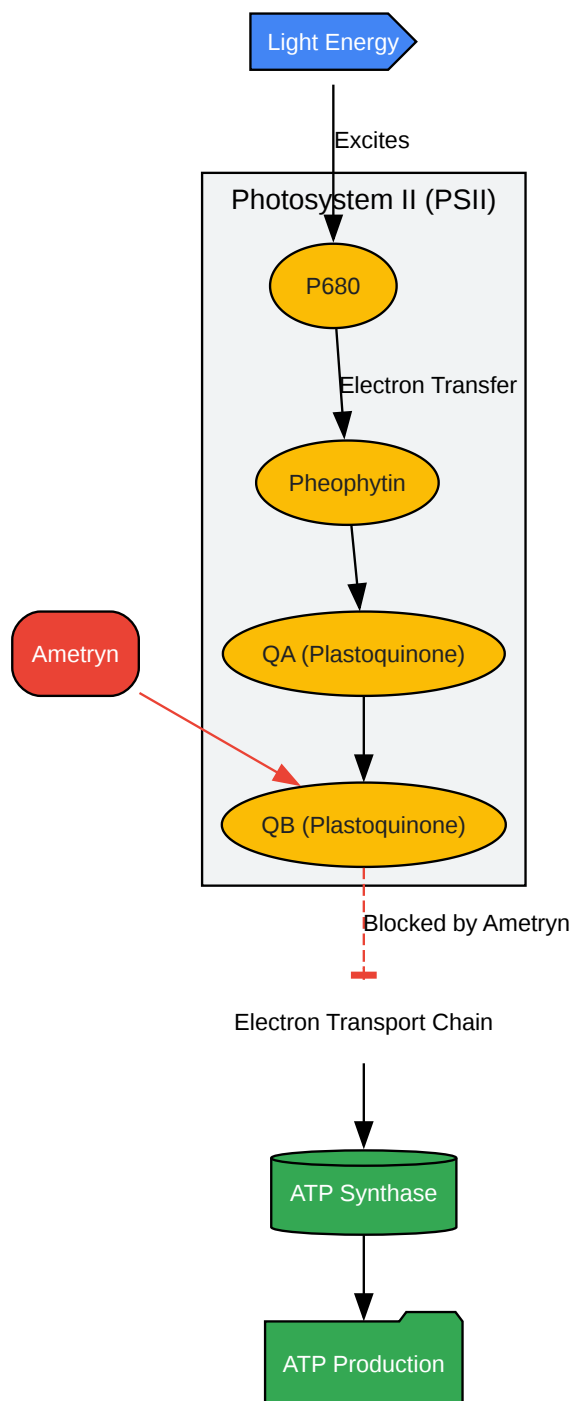 Light Energy
Excites
Photosystem II (PSII)
P680
Electron Transfer
Pheophytin
Ametryn
QA (Plastoquinone)
QB (Plastoquinone)
Blocked by Ametryn
Electron Transport Chain
ATP Synthase
ATP Production